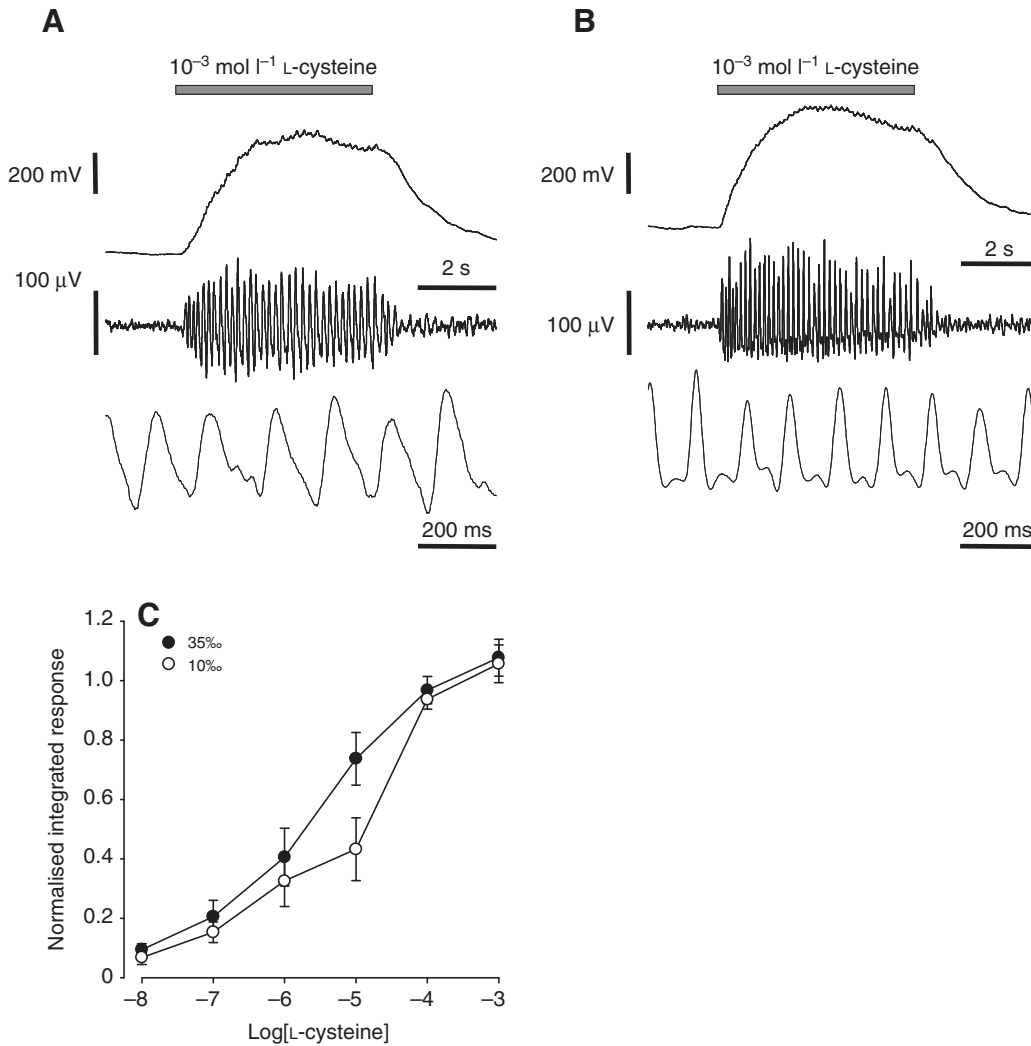 A
10⁻³ mol l⁻¹ L-cysteine
200 mV
2 s
100 μV
200 ms
B
10⁻³ mol l⁻¹ L-cysteine
200 mV
2 s
100 μV
200 ms
C
35‰
10‰
Normalised integrated response
1.2
1.0
0.8
0.6
0.4
0.2
0
–8 –7 –6 –5 –4 –3
Log[L-cysteine]